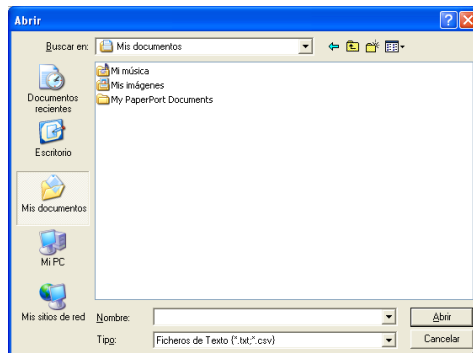 Abrir
Buscar en: Mis documentos
Mi música
Mis imágenes
My PaperPort Documents
Documentos
recientes
Escritorio
Mis documentos
Mi PC
Mis sitios de red
Nombre:
Abrir
Tipo: Ficheros de Texto (*.txt;*.csv)
Cancelar